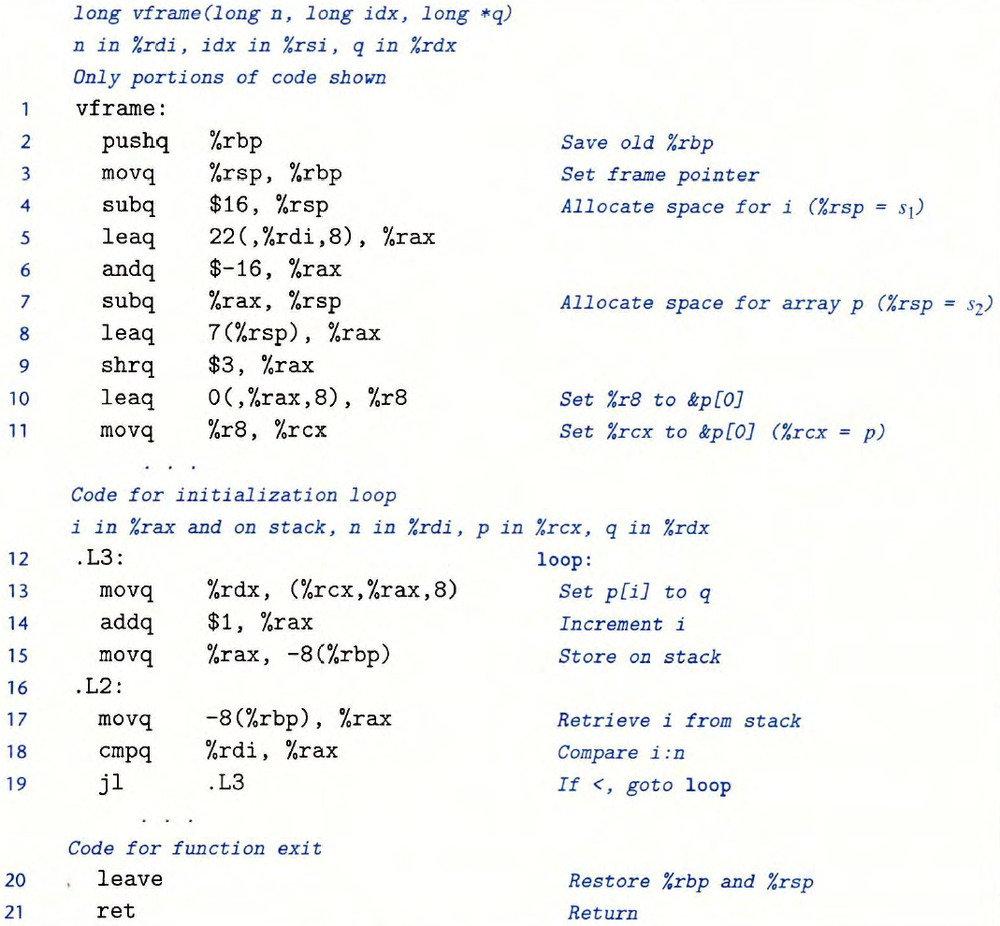 long vframe(long n, long idx, long *q)
n in %rdi, idx in %rsi, q in %rdx
Only portions of code shown
1 vframe:
2 pushq %rbp Save old %rbp
3 movq %rsp, %rbp Set frame pointer
4 subq $16, %rsp Allocate space for i (%rsp = s1)
5 leaq 22(,%rdi,8), %rax
6 andq $-16, %rax
7 subq %rax, %rsp Allocate space for array p (%rsp = s2)
8 leaq 7(%rsp), %rax
9 shrq $3, %rax
10 leaq 0(,%rax,8), %r8 Set %r8 to &p[0]
11 movq %r8, %rcx Set %rcx to &p[0] (%rcx = p)
. . .
Code for initialization loop
i in %rax and on stack, n in %rdi, p in %rcx, q in %rdx
12 .L3: loop:
13 movq %rdx, (%rcx,%rax,8) Set p[i] to q
14 addq $1, %rax Increment i
15 movq %rax, -8(%rbp) Store on stack
16 .L2:
17 movq -8(%rbp), %rax Retrieve i from stack
18 cmpq %rdi, %rax Compare i:n
19 jl .L3 If <, goto loop
. . .
Code for function exit
20 leave Restore %rbp and %rsp
21 ret Return